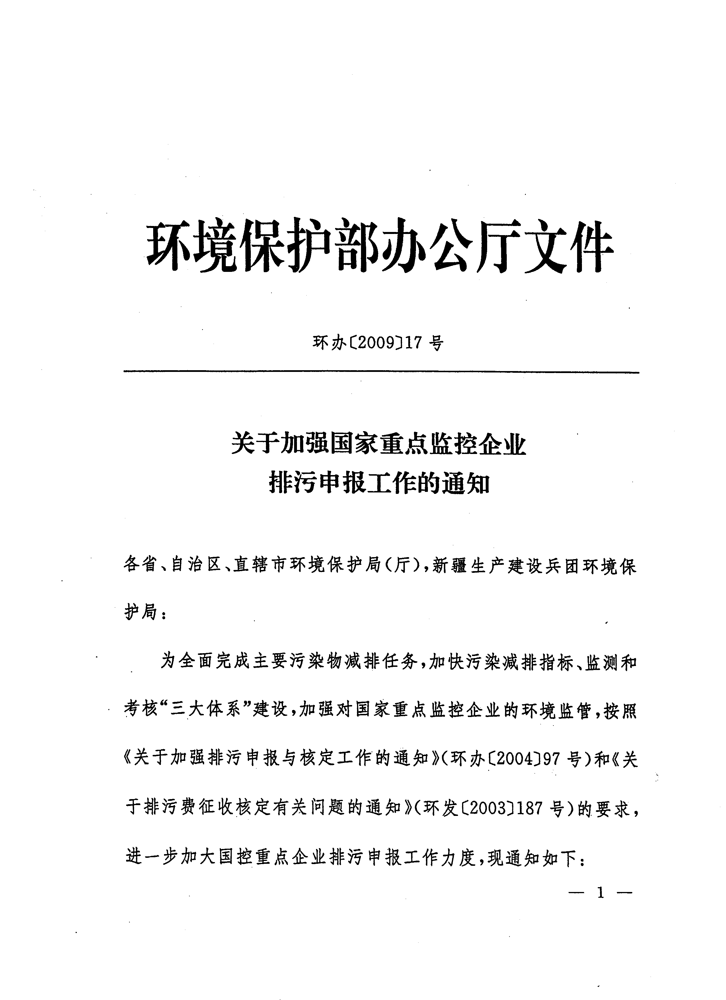 环境保护部办公厅文件
环办〔2009〕17号
关于加强国家重点监控企业
排污申报工作的通知
各省、自治区、直辖市环境保护局(厅),新疆生产建设兵团环境保
护局:
为全面完成主要污染物减排任务,加快污染减排指标、监测和
考核“三大体系”建设,加强对国家重点监控企业的环境监管,按照
《关于加强排污申报与核定工作的通知》(环办〔2004〕97号)和《关
于排污费征收核定有关问题的通知》(环发〔2003〕187号)的要求,
进一步加大国控重点企业排污申报工作力度,现通知如下:
— 1 —